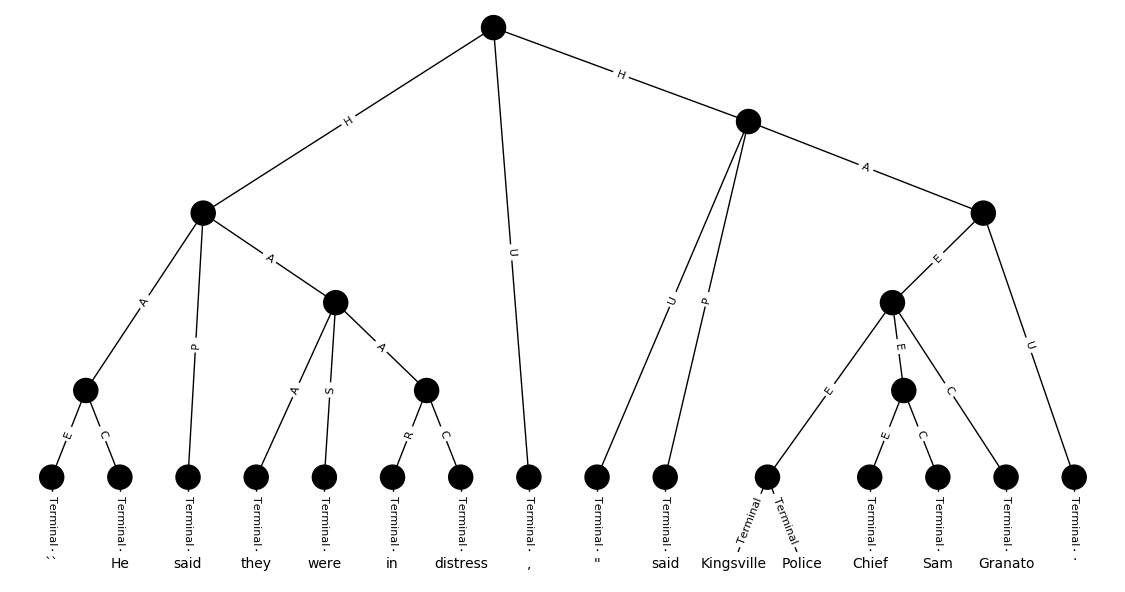 H
H
U
A
A
P
A
U
P
E
U
A
S
A
E
E
C
E
C
R
C
E
C
Terminal Terminal Terminal Terminal Terminal Terminal Terminal Terminal Terminal Terminal Terminal Terminal Terminal Terminal Terminal Terminal
`` He said they were in distress , " said Kingsville Police Chief Sam Granato .